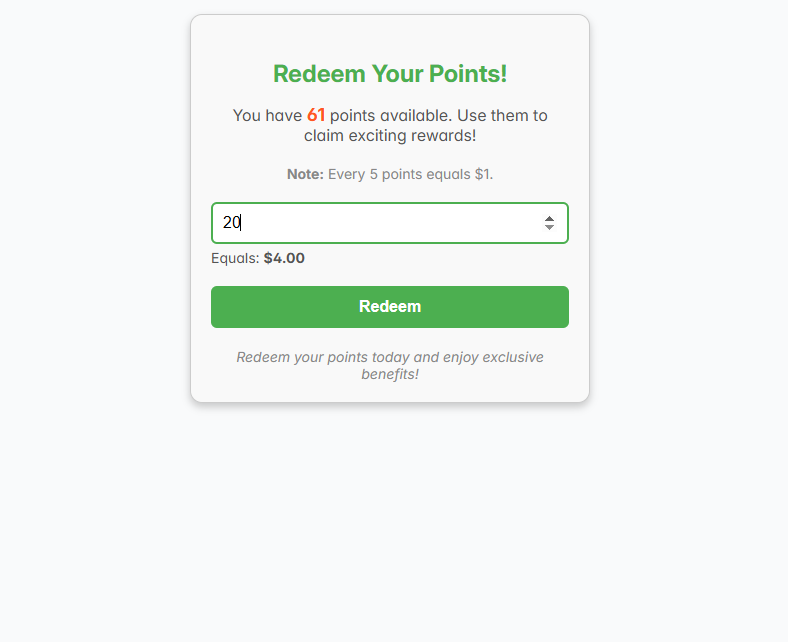 Redeem Your Points!
You have 61 points available. Use them to
claim exciting rewards!
Note: Every 5 points equals $1.
20
Equals: $4.00
Redeem
Redeem your points today and enjoy exclusive
benefits!